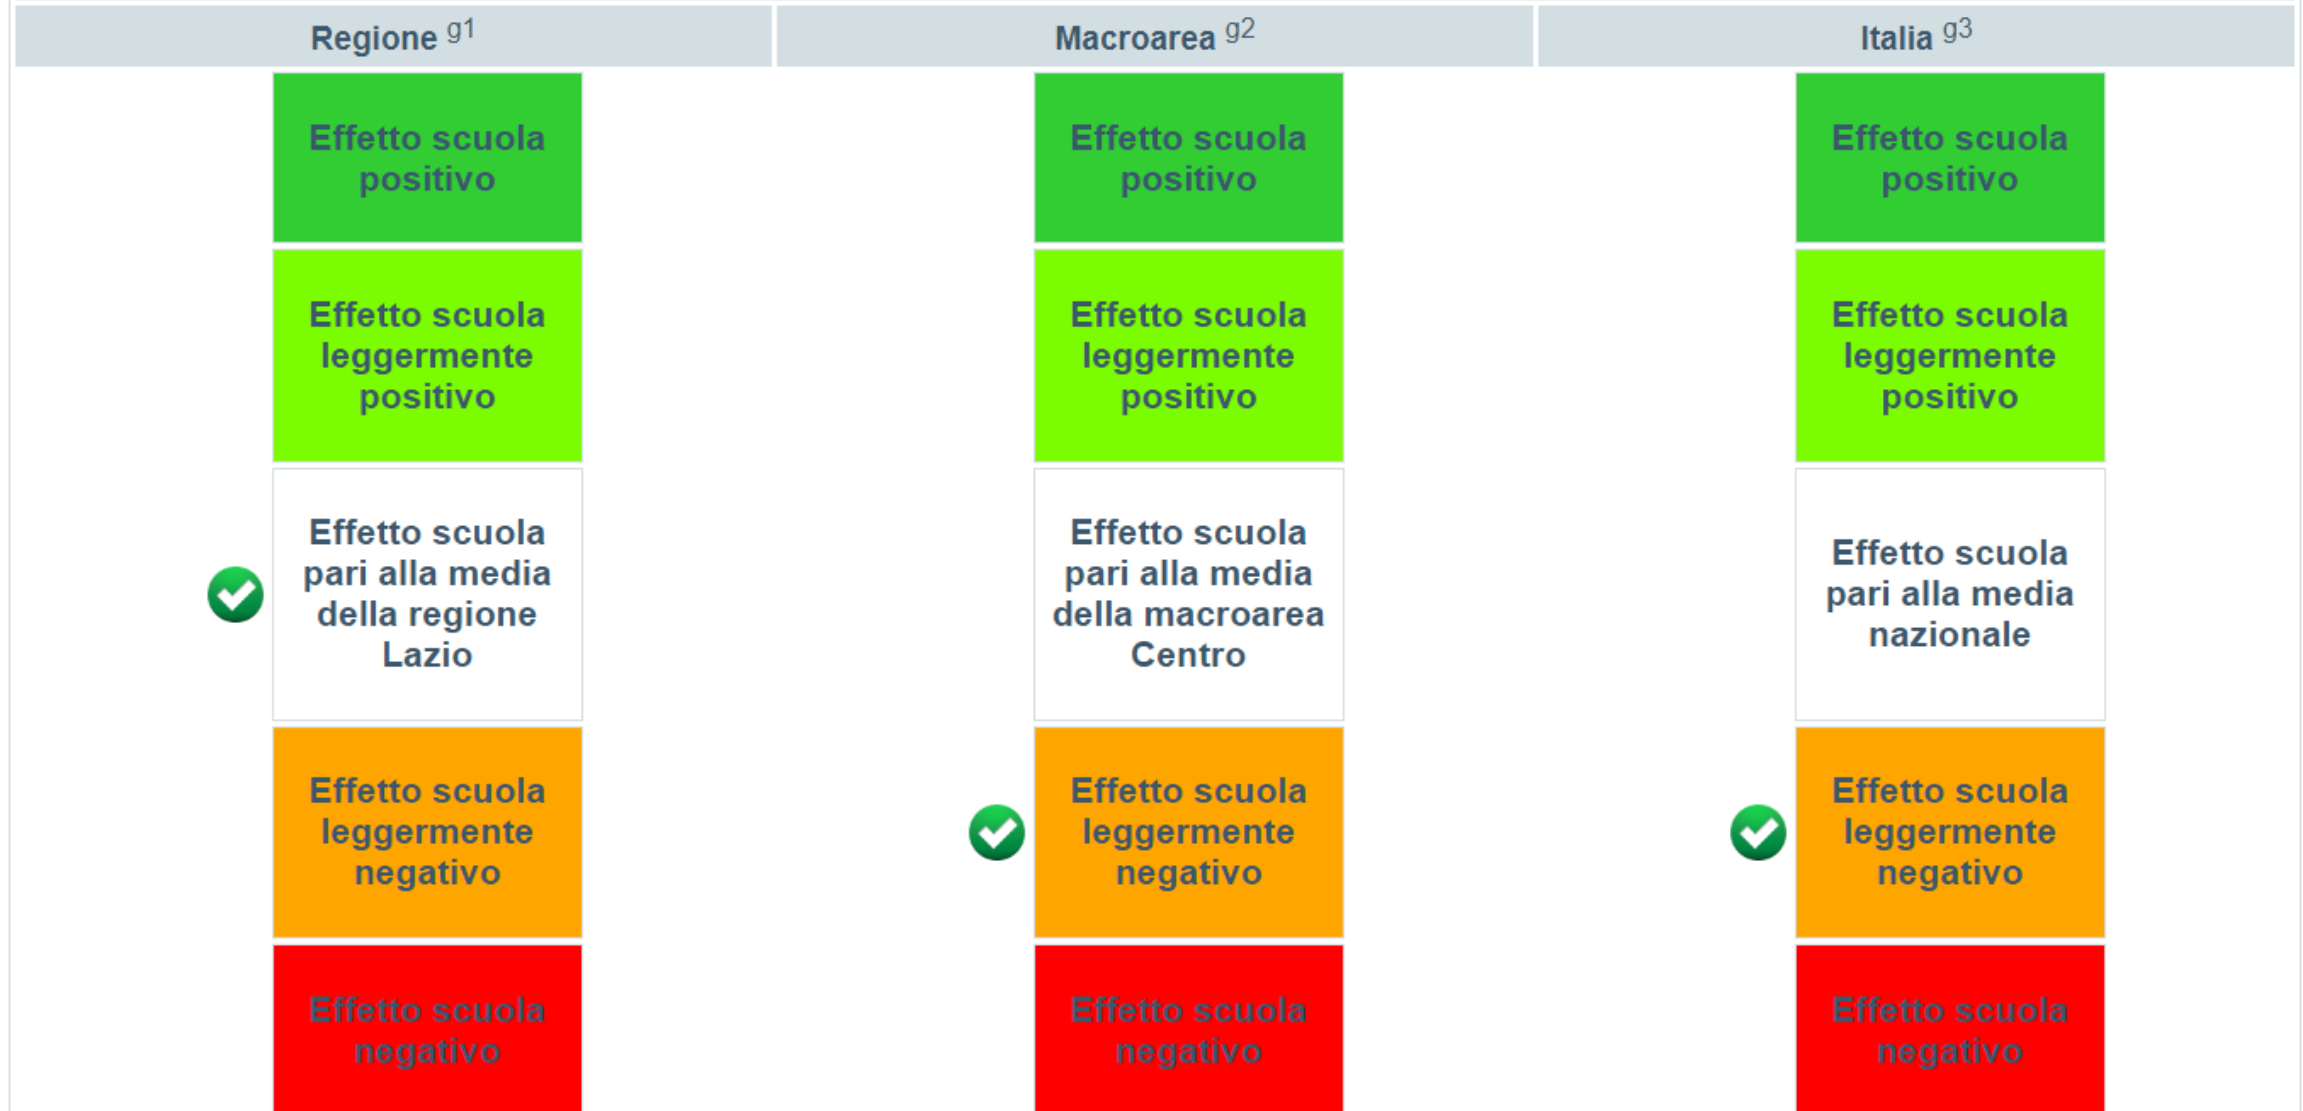 Regione g1
Macroarea g2
Italia g3
Effetto scuola
positivo
Effetto scuola
positivo
Effetto scuola
positivo
Effetto scuola
leggermente
positivo
Effetto scuola
leggermente
positivo
Effetto scuola
leggermente
positivo
Effetto scuola
pari alla media
della regione
Lazio
Effetto scuola
pari alla media
della macroarea
Centro
Effetto scuola
pari alla media
nazionale
Effetto scuola
leggermente
negativo
Effetto scuola
leggermente
negativo
Effetto scuola
leggermente
negativo
Effetto scuola
negativo
Effetto scuola
negativo
Effetto scuola
negativo